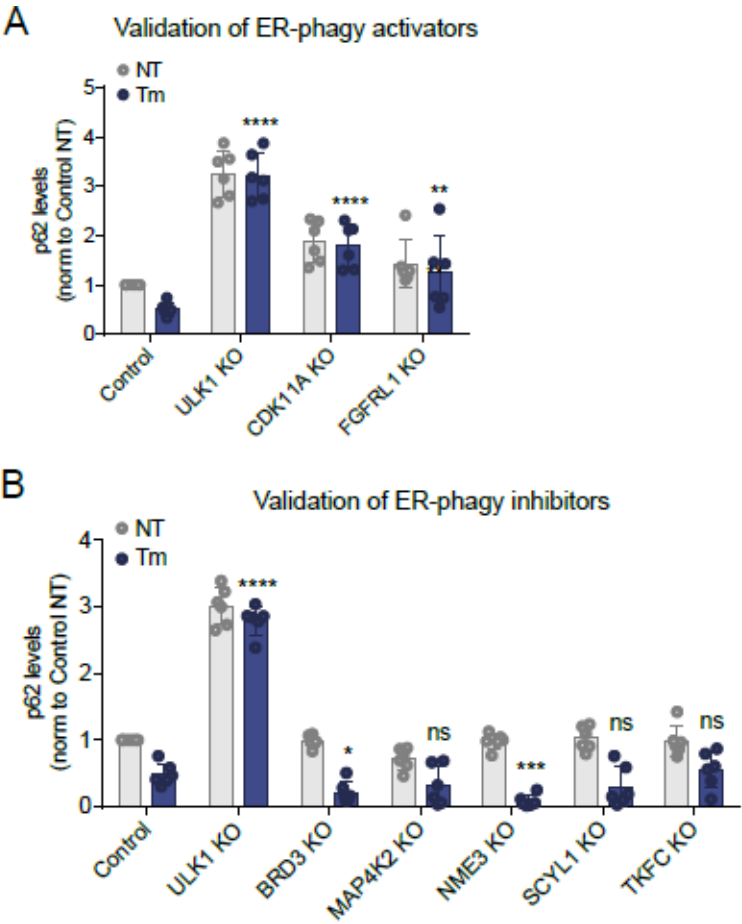 A
Validation of ER-phagy activators
NT
Tm
p62 levels
(norm to Control NT)
5
4
3
2
1
0
****
****
**
Control
ULK1 KO
CDK11A KO
FGFRL1 KO
B
Validation of ER-phagy inhibitors
NT
Tm
p62 levels
(norm to Control NT)
4
3
2
1
0
****
*
ns
***
ns
ns
Control
ULK1 KO
BRD3 KO
MAP4K2 KO
NME3 KO
SCYL1 KO
TKFC KO